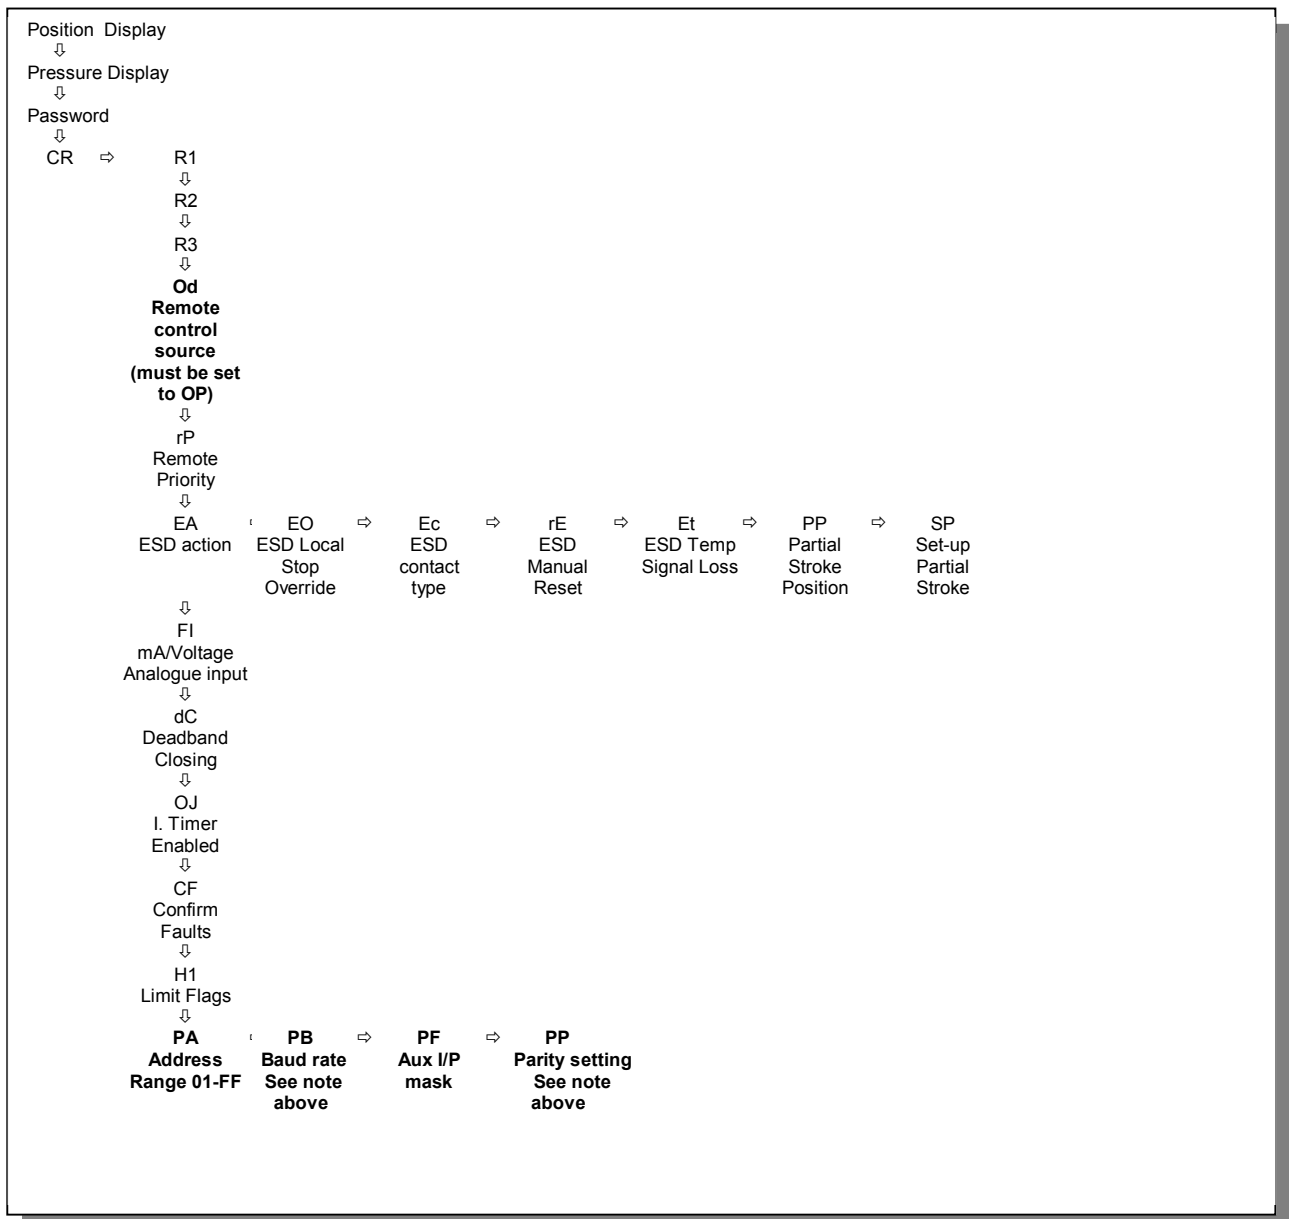 Position Display
⇩
Pressure Display
⇩
Password
⇩
CR ⇨ R1
⇩
R2
⇩
R3
⇩
Od
Remote
control
source
(must be set
to OP)
⇩
rP
Remote
Priority
⇩
EA EO ⇨ Ec ⇨ rE ⇨ Et ⇨ PP ⇨ SP
ESD action ESD Local ESD ESD ESD Temp Partial Set-up
Stop contact Manual Signal Loss Stroke Partial
Override type Reset Position Stroke
⇩
FI
mA/Voltage
Analogue input
⇩
dC
Deadband
Closing
⇩
OJ
I. Timer
Enabled
⇩
CF
Confirm
Faults
⇩
H1
Limit Flags
⇩
PA PB ⇨ PF ⇨ PP
Address Baud rate Aux I/P Parity setting
Range 01-FF See note mask See note
above above